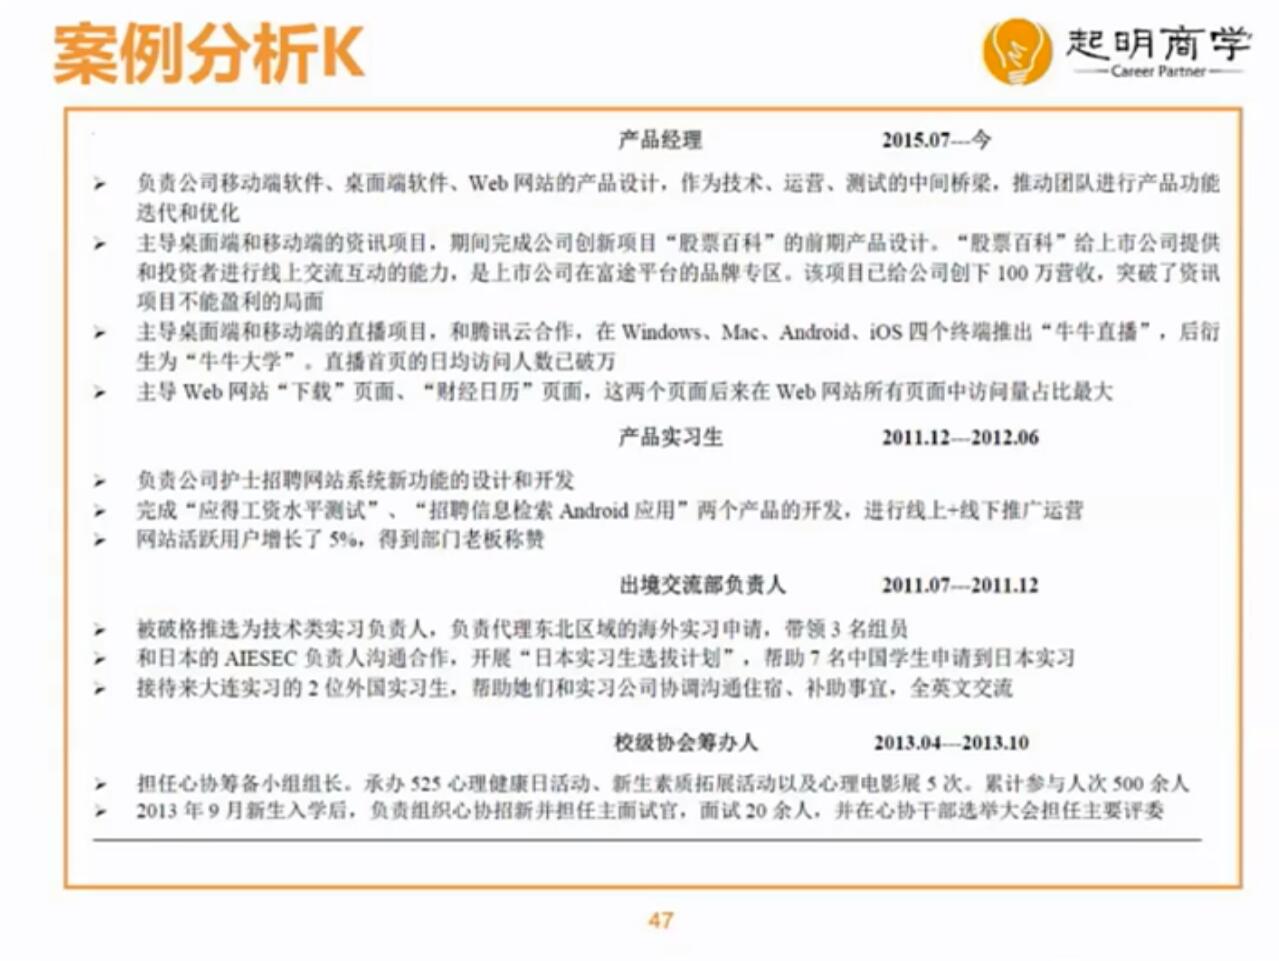 案例分析K
起明商学
Career Partner
产品经理 2015.07---今
➤ 负责公司移动端软件、桌面端软件、Web 网站的产品设计，作为技术、运营、测试的中间桥梁，推动团队进行产品功能
迭代和优化
➤ 主导桌面端和移动端的资讯项目，期间完成公司创新项目“股票百科”的前期产品设计。“股票百科”给上市公司提供
和投资者进行线上交流互动的能力，是上市公司在富途平台的品牌专区。该项目已给公司创下 100 万营收，突破了资讯
项目不能盈利的局面
➤ 主导桌面端和移动端的直播项目，和腾讯云合作，在 Windows、Mac、Android、iOS 四个终端推出“牛牛直播”，后衍
生为“牛牛大学”。直播首页的日均访问人数已破万
➤ 主导 Web 网站“下载”页面、“财经日历”页面，这两个页面后来在 Web 网站所有页面中访问量占比最大
产品实习生 2011.12---2012.06
➤ 负责公司护士招聘网站系统新功能的设计和开发
➤ 完成“应得工资水平测试”、“招聘信息检索 Android 应用”两个产品的开发，进行线上+线下推广运营
➤ 网站活跃用户增长了 5%，得到部门老板称赞
出境交流部负责人 2011.07---2011.12
➤ 被破格推选为技术类实习负责人，负责代理东北区域的海外实习申请，带领 3 名组员
➤ 和日本的 AIESEC 负责人沟通合作，开展“日本实习生选拔计划”，帮助 7 名中国学生申请到日本实习
➤ 接待来大连实习的 2 位外国实习生，帮助她们和实习公司协调沟通住宿、补助事宜，全英文交流
校级协会筹办人 2013.04---2013.10
➤ 担任心协筹备小组组长。承办 525 心理健康日活动、新生素质拓展活动以及心理电影展 5 次。累计参与人次 500 余人
➤ 2013 年 9 月新生入学后，负责组织心协招新并担任主面试官，面试 20 余人，并在心协干部选举大会担任主要评委
47